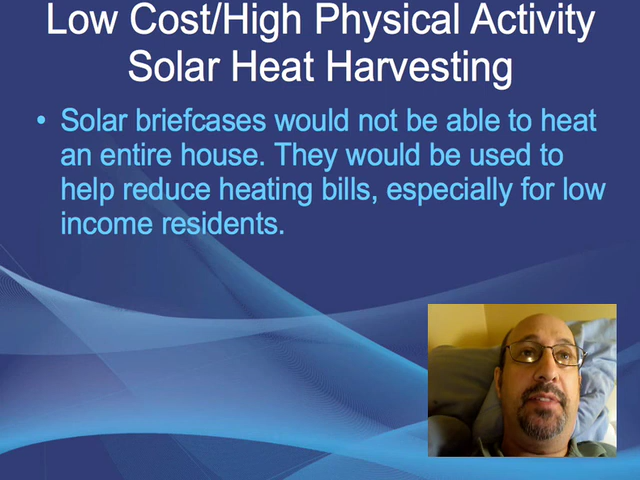 Low Cost/High Physical Activity
Solar Heat Harvesting
• Solar briefcases would not be able to heat
an entire house. They would be used to
help reduce heating bills, especially for low
income residents.